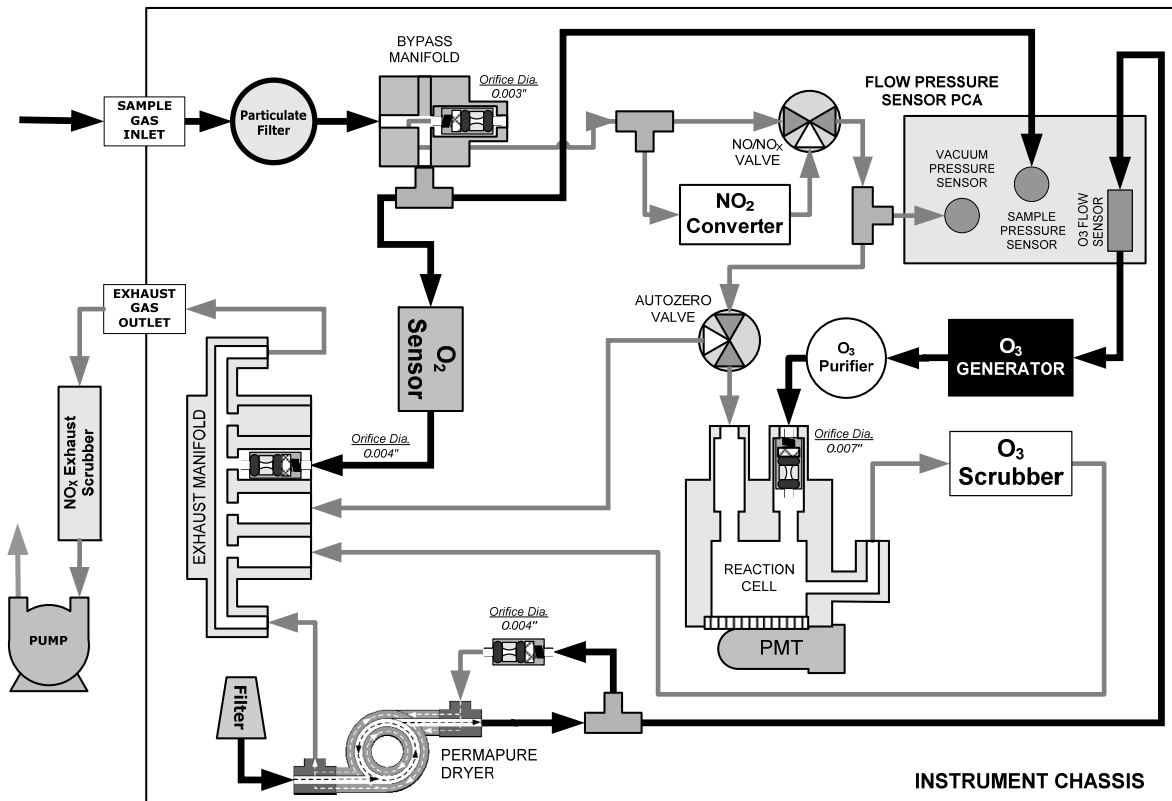 BYPASS
MANIFOLD
Orifice Dia.
0.003"
SAMPLE
GAS
INLET
Particulate
Filter
FLOW PRESSURE
SENSOR PCA
NO/NOX
VALVE
VACUUM
PRESSURE
SENSOR
SAMPLE
PRESSURE
SENSOR
O3 FLOW
SENSOR
NO2
Converter
EXHAUST
GAS
OUTLET
O2
Sensor
AUTOZERO
VALVE
O3
Purifier
O3
GENERATOR
NOX Exhaust
Scrubber
EXHAUST MANIFOLD
Orifice Dia.
0.004"
Orifice Dia.
0.007"
O3
Scrubber
REACTION
CELL
PUMP
Orifice Dia.
0.004"
PMT
Filter
PERMAPURE
DRYER
INSTRUMENT CHASSIS